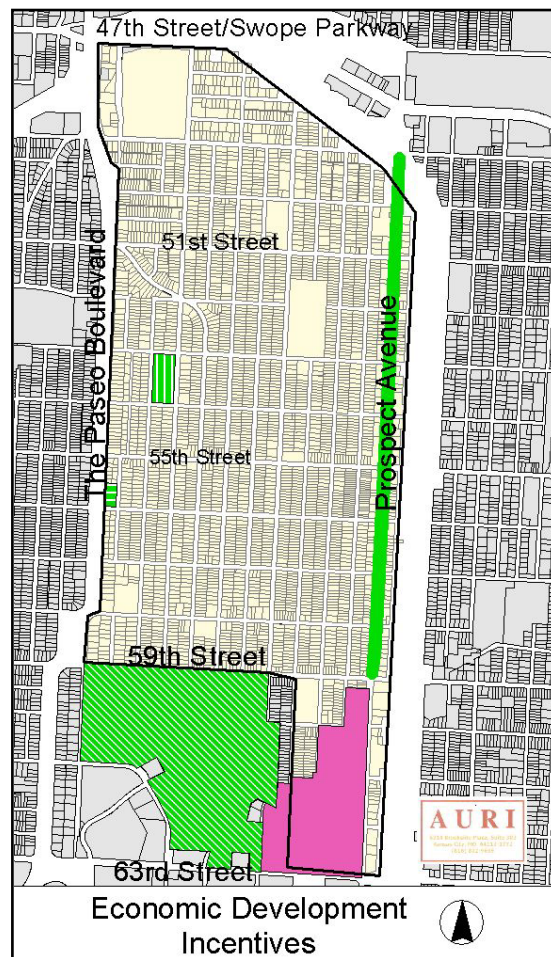 47th Street/Swope Parkway
51st Street
The Paseo Boulevard
Prospect Avenue
55th Street
59th Street
AURI
63rd Street
Economic Development
Incentives